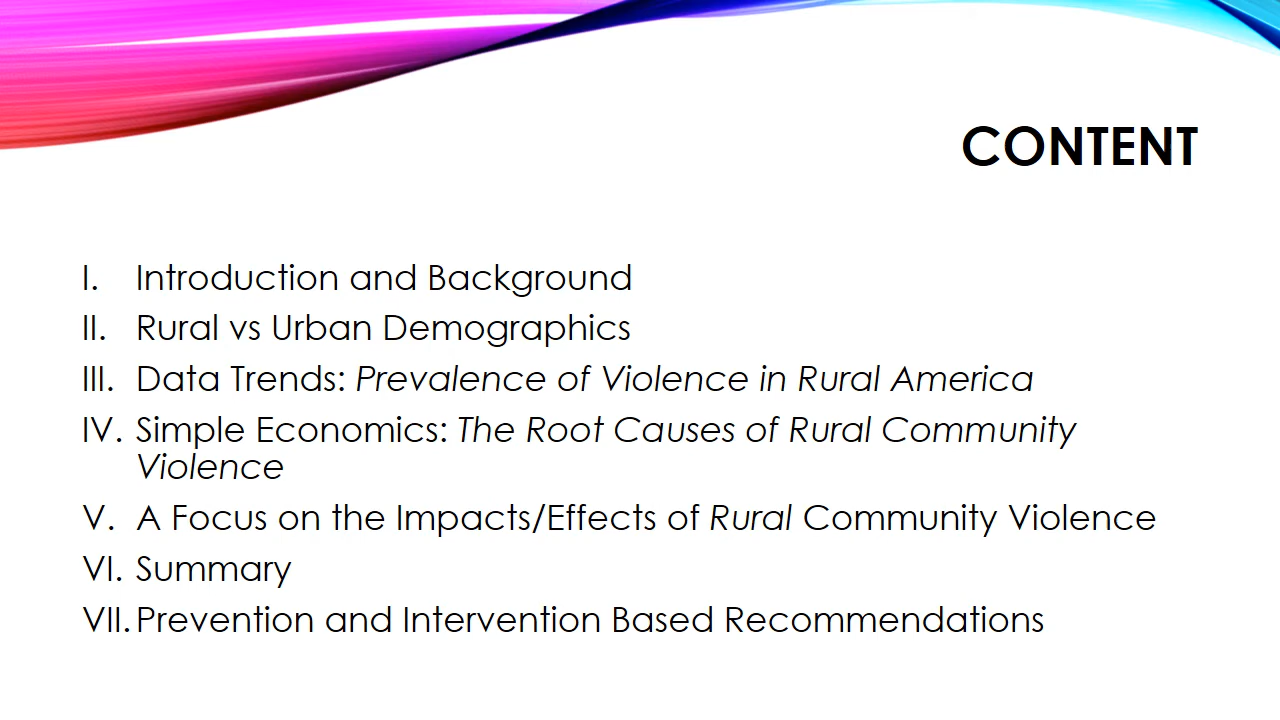 CONTENT
I. Introduction and Background
II. Rural vs Urban Demographics
III. Data Trends: Prevalence of Violence in Rural America
IV. Simple Economics: The Root Causes of Rural Community
Violence
V. A Focus on the Impacts/Effects of Rural Community Violence
VI. Summary
VII. Prevention and Intervention Based Recommendations